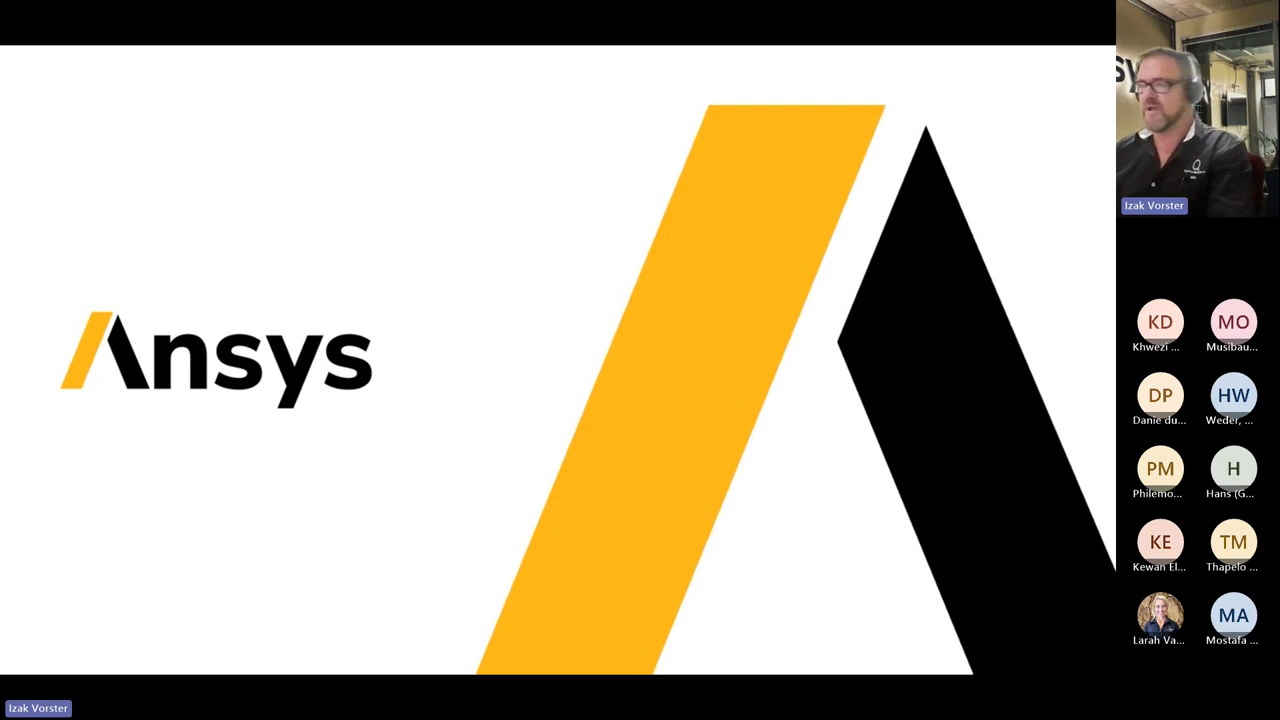 Ansys
Izak Vorster
KD
MO
Khwezi ...
Musibau...
DP
HW
Danie du...
Weder, ...
PM
H
Philemo...
Hans (G...
KE
TM
Kewan El...
Thapelo ...
MA
Larah Va...
Mostafa ...
Izak Vorster